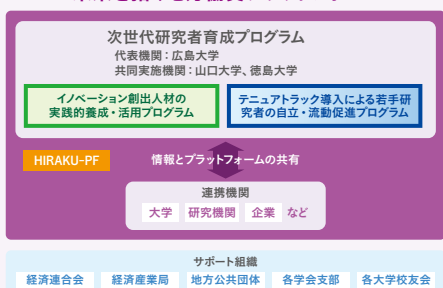 次世代研究者育成プログラム
代表機関：広島大学
共同実施機関：山口大学、徳島大学
イノベーション創出人材の
実践的養成・活用プログラム
テニュアトラック導入による若手研
究者の自立・流動促進プログラム
HIRAKU-PF
情報とプラットフォームの共有
連携機関
大学 研究機関 企業 など
サポート組織
経済連合会 経済産業局 地方公共団体 各学会支部 各大学校友会